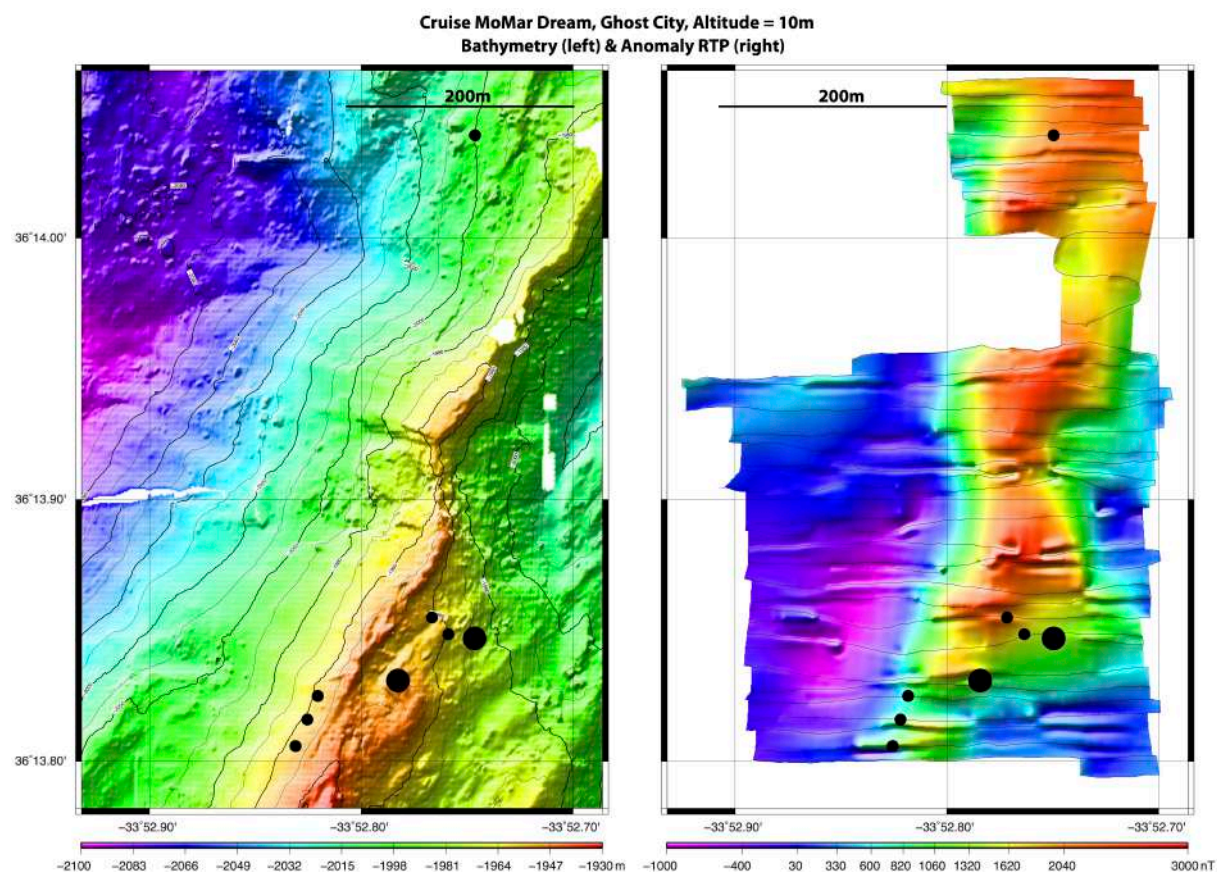 Cruise MoMar Dream, Ghost City, Altitude = 10m
Bathymetry (left) & Anomaly RTP (right)
200m
200m
36°14.00'
36°13.90'
36°13.80'
−33°52.90' −33°52.80' −33°52.70'
−33°52.90' −33°52.80' −33°52.70'
−2100 −2083 −2066 −2049 −2032 −2015 −1998 −1981 −1964 −1947 −1930 m
−1000 −400 30 330 600 820 1060 1320 1620 2040 3000 nT